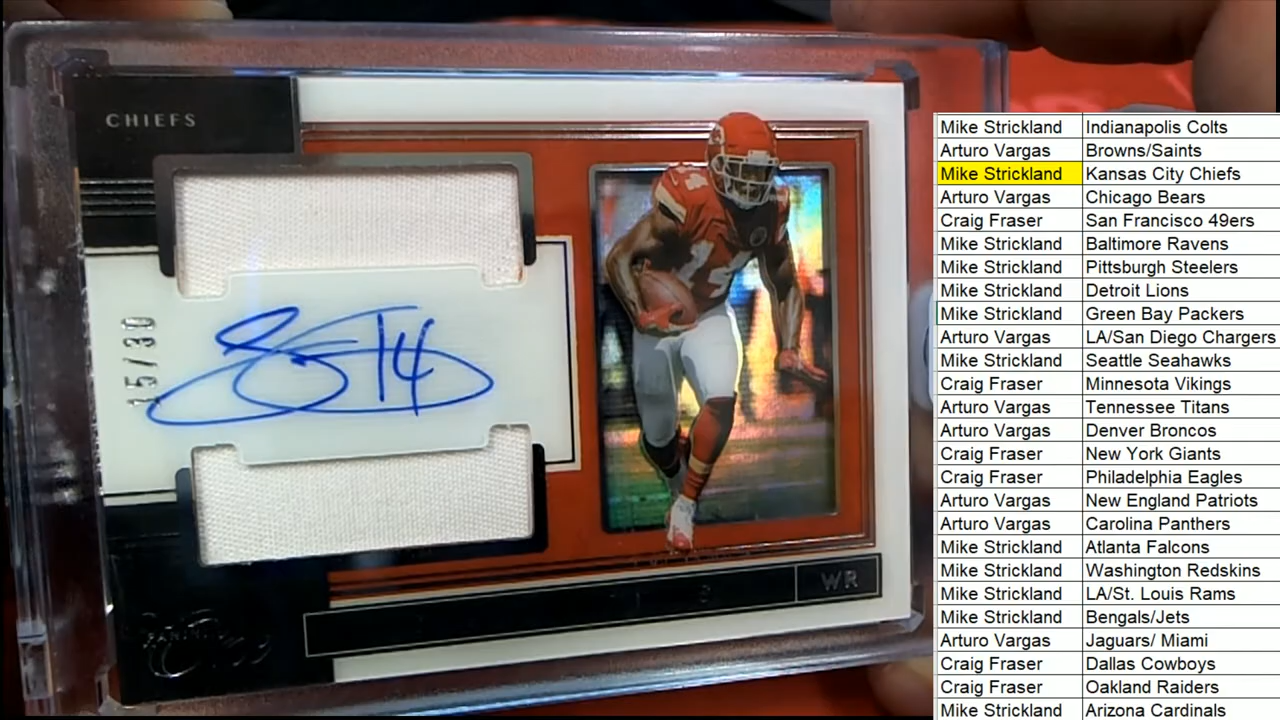 CHIEFS
15/30
14
14
WR
PANINI
One
Mike Strickland Indianapolis Colts
Arturo Vargas Browns/Saints
Mike Strickland Kansas City Chiefs
Arturo Vargas Chicago Bears
Craig Fraser San Francisco 49ers
Mike Strickland Baltimore Ravens
Mike Strickland Pittsburgh Steelers
Mike Strickland Detroit Lions
Mike Strickland Green Bay Packers
Arturo Vargas LA/San Diego Chargers
Mike Strickland Seattle Seahawks
Craig Fraser Minnesota Vikings
Arturo Vargas Tennessee Titans
Arturo Vargas Denver Broncos
Craig Fraser New York Giants
Craig Fraser Philadelphia Eagles
Arturo Vargas New England Patriots
Arturo Vargas Carolina Panthers
Mike Strickland Atlanta Falcons
Mike Strickland Washington Redskins
Mike Strickland LA/St. Louis Rams
Mike Strickland Bengals/Jets
Arturo Vargas Jaguars/ Miami
Craig Fraser Dallas Cowboys
Craig Fraser Oakland Raiders
Mike Strickland Arizona Cardinals